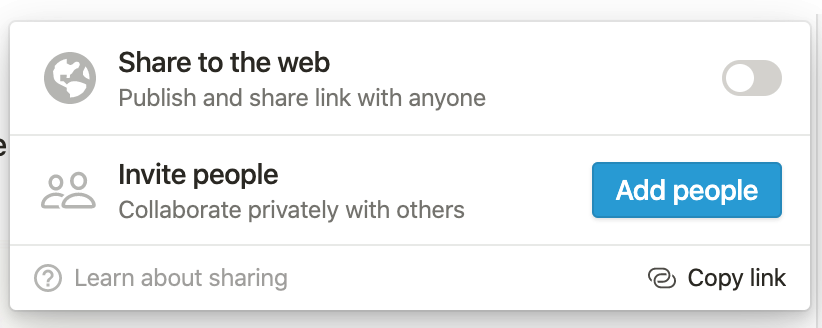 Share to the web
Publish and share link with anyone
Invite people
Collaborate privately with others
Add people
Learn about sharing
Copy link